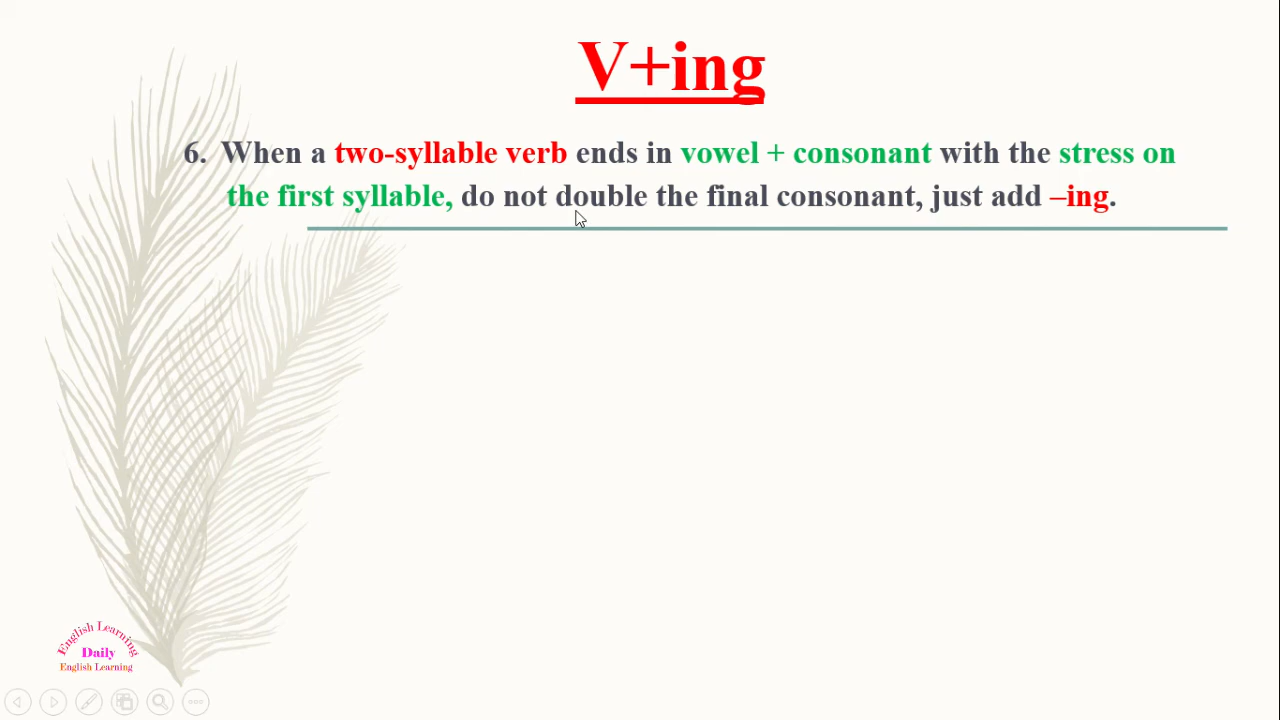 V+ing
6. When a two-syllable verb ends in vowel + consonant with the stress on
the first syllable, do not double the final consonant, just add –ing.
English Learning
Daily
English Learning